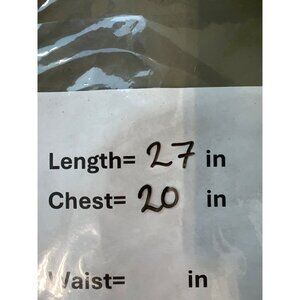 Length= 27 in
Chest= 20 in
Waist= in